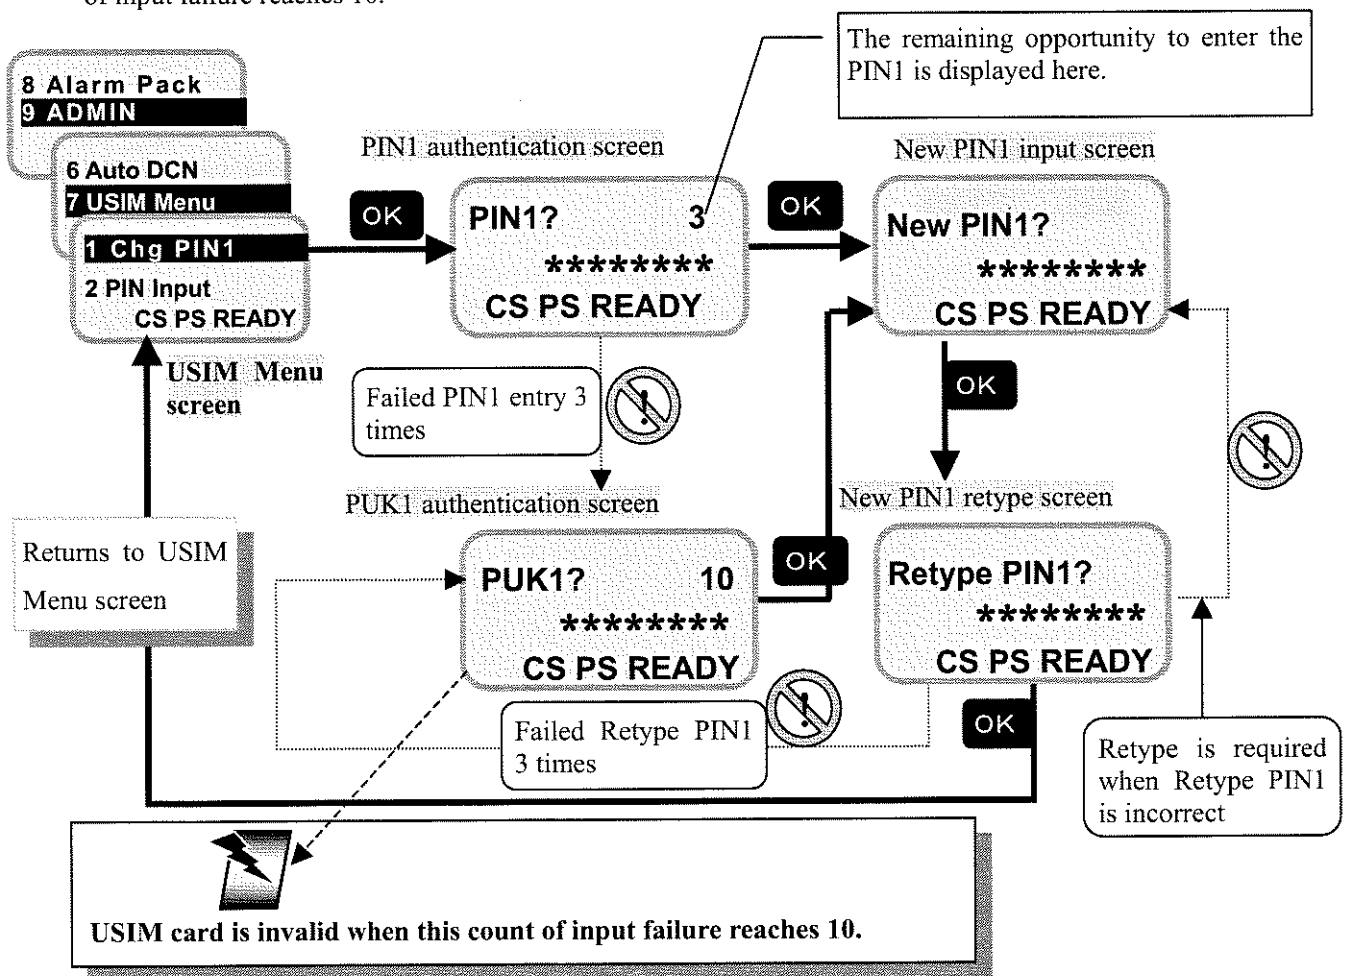 of input failure reaches 10.
The remaining opportunity to enter the
PIN1 is displayed here.
8 Alarm Pack
9 ADMIN
6 Auto DCN
7 USIM Menu
1 Chg PIN1
2 PIN Input
CS PS READY
USIM Menu
screen
OK
PIN1 authentication screen
PIN1? 3
********
CS PS READY
OK
New PIN1 input screen
New PIN1?
********
CS PS READY
Failed PIN1 entry 3
times
OK
PUK1 authentication screen
New PIN1 retype screen
Returns to USIM
Menu screen
PUK1? 10
********
CS PS READY
OK
Retype PIN1?
********
CS PS READY
Failed Retype PIN1
3 times
OK
Retype is required
when Retype PIN1
is incorrect
USIM card is invalid when this count of input failure reaches 10.